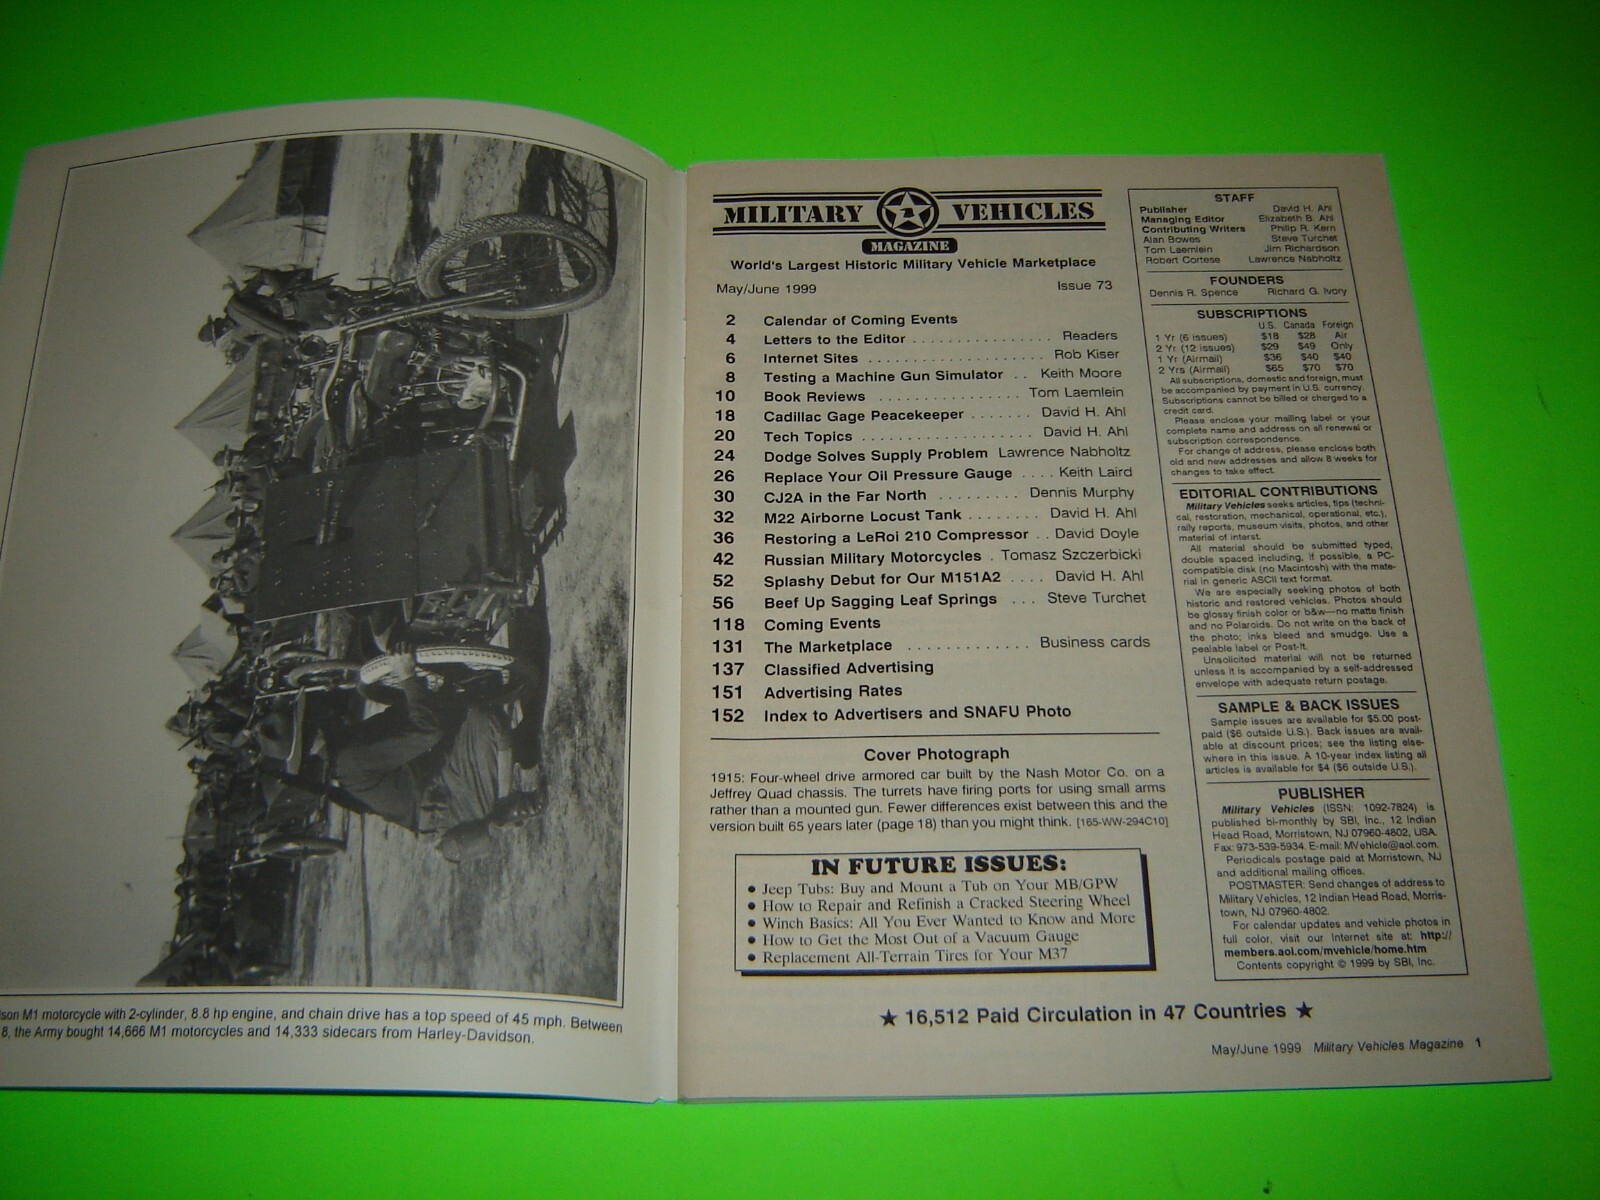 son M1 motorcycle with 2-cylinder, 8.8 hp engine, and chain drive has a top speed of 45 mph. Between
8, the Army bought 14,666 M1 motorcycles and 14,333 sidecars from Harley-Davidson.
MILITARY VEHICLES
MAGAZINE
World's Largest Historic Military Vehicle Marketplace
May/June 1999 Issue 73
2 Calendar of Coming Events
4 Letters to the Editor . . . . . . . . . . . . . . . . Readers
6 Internet Sites . . . . . . . . . . . . . . . . . . . . Rob Kiser
8 Testing a Machine Gun Simulator . . Keith Moore
10 Book Reviews . . . . . . . . . . . . . . . . Tom Laemlein
18 Cadillac Gage Peacekeeper . . . . . . . David H. Ahl
20 Tech Topics . . . . . . . . . . . . . . . . . . . David H. Ahl
24 Dodge Solves Supply Problem Lawrence Nabholtz
26 Replace Your Oil Pressure Gauge . . . . Keith Laird
30 CJ2A in the Far North . . . . . . . . . Dennis Murphy
32 M22 Airborne Locust Tank . . . . . . . . David H. Ahl
36 Restoring a LeRoi 210 Compressor . . David Doyle
42 Russian Military Motorcycles . Tomasz Szczerbicki
52 Splashy Debut for Our M151A2 . . . . David H. Ahl
56 Beef Up Sagging Leaf Springs . . . Steve Turchet
118 Coming Events
131 The Marketplace . . . . . . . . . . . . . Business cards
137 Classified Advertising
151 Advertising Rates
152 Index to Advertisers and SNAFU Photo
Cover Photograph
1915: Four-wheel drive armored car built by the Nash Motor Co. on a
Jeffrey Quad chassis. The turrets have firing ports for using small arms
rather than a mounted gun. Fewer differences exist between this and the
version built 65 years later (page 18) than you might think. [165-WW-294C10]
IN FUTURE ISSUES:
• Jeep Tubs: Buy and Mount a Tub on Your MB/GPW
• How to Repair and Refinish a Cracked Steering Wheel
• Winch Basics: All You Ever Wanted to Know and More
• How to Get the Most Out of a Vacuum Gauge
• Replacement All-Terrain Tires for Your M37
STAFF
Publisher David H. Ahl
Managing Editor Elizabeth B. Ahl
Contributing Writers Philip R. Kern
Alan Bowes Steve Turchet
Tom Laemlein Jim Richardson
Robert Cortese Lawrence Nabholtz
FOUNDERS
Dennis R. Spence Richard G. Ivory
SUBSCRIPTIONS
U.S. Canada Foreign
1 Yr (6 issues) $18 $28 Air
2 Yr (12 issues) $29 $49 Only
1 Yr (Airmail) $36 $40 $40
2 Yrs (Airmail) $65 $70 $70
All subscriptions, domestic and foreign, must
be accompanied by payment in U.S. currency.
Subscriptions cannot be billed or charged to a
credit card.
Please enclose your mailing label or your
complete name and address on all renewal or
subscription correspondence.
For change of address, please enclose both
old and new addresses and allow 8 weeks for
changes to take effect.
EDITORIAL CONTRIBUTIONS
Military Vehicles seeks articles, tips (techni-
cal, restoration, mechanical, operational, etc.),
rally reports, museum visits, photos, and other
material of interst.
All material should be submitted typed,
double spaced including, if possible, a PC-
compatible disk (no Macintosh) with the mate-
rial in generic ASCII text format.
We are especially seeking photos of both
historic and restored vehicles. Photos should
be glossy finish color or b&w—no matte finish
and no Polaroids. Do not write on the back of
the photo; inks bleed and smudge. Use a
pealable label or Post-It.
Unsolicited material will not be returned
unless it is accompanied by a self-addressed
envelope with adequate return postage.
SAMPLE & BACK ISSUES
Sample issues are available for $5.00 post-
paid ($6 outside U.S.). Back issues are avail-
able at discount prices; see the listing else-
where in this issue. A 10-year index listing all
articles is available for $4 ($6 outside U.S.).
PUBLISHER
Military Vehicles (ISSN: 1092-7824) is
published bi-monthly by SBI, Inc., 12 Indian
Head Road, Morristown, NJ 07960-4802, USA.
Fax: 973-539-5934. E-mail: MVehicle@aol.com.
Periodicals postage paid at Morristown, NJ
and additional mailing offices.
POSTMASTER: Send changes of address to
Military Vehicles, 12 Indian Head Road, Morris-
town, NJ 07960-4802.
For calendar updates and vehicle photos in
full color, visit our Internet site at: http://
members.aol.com/mvehicle/home.htm
Contents copyright © 1999 by SBI, Inc.
★ 16,512 Paid Circulation in 47 Countries ★
May/June 1999 Military Vehicles Magazine 1